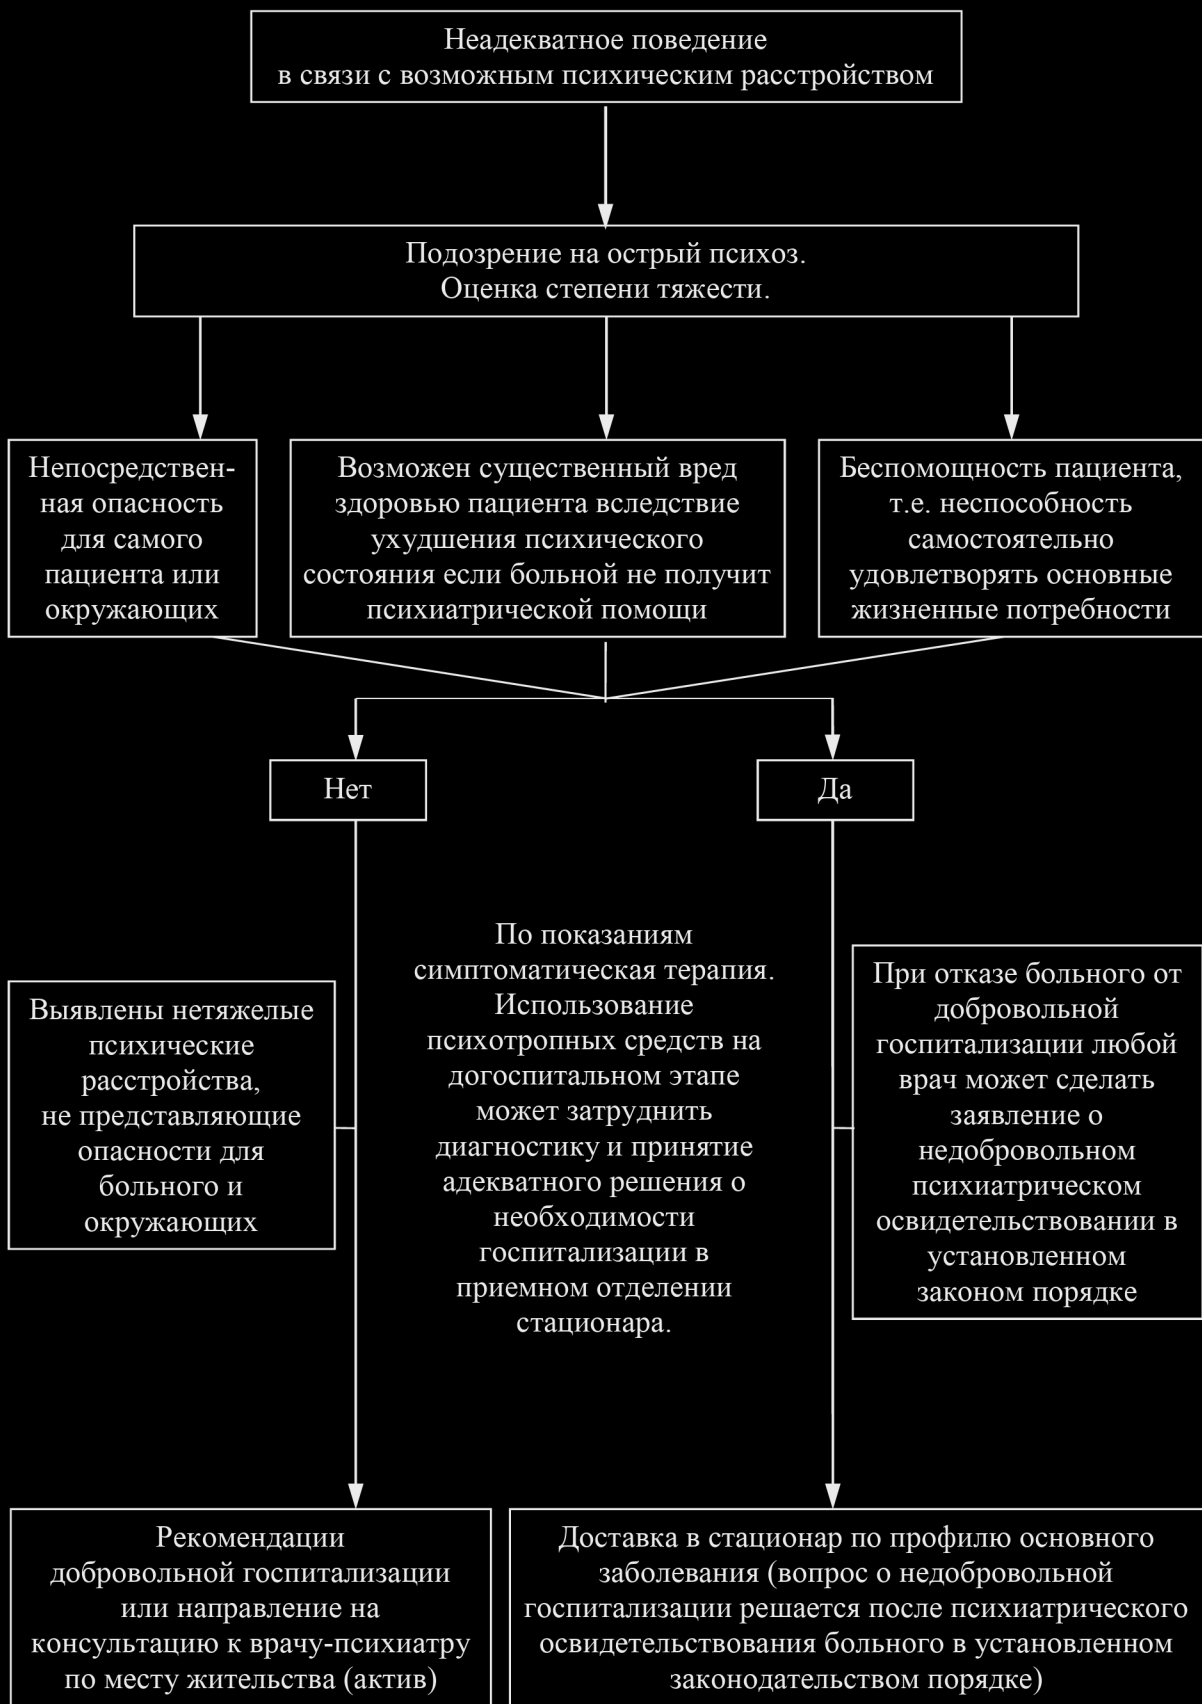 Неадекватное поведение
в связи с возможным психическим расстройством
Подозрение на острый психоз.
Оценка степени тяжести.
Непосредствен-
ная опасность
для самого
пациента или
окружающих
Возможен существенный вред
здоровью пациента вследствие
ухудшения психического
состояния если больной не получит
психиатрической помощи
Беспомощность пациента,
т.е. неспособность
самостоятельно
удовлетворять основные
жизненные потребности
Нет
Да
Выявлены нетяжелые
психические
расстройства,
не представляющие
опасности для
больного и
окружающих
По показаниям
симптоматическая терапия.
Использование
психотропных средств на
догоспитальном этапе
может затруднить
диагностику и принятие
адекватного решения о
необходимости
госпитализации в
приемном отделении
стационара.
При отказе больного от
добровольной
госпитализации любой
врач может сделать
заявление о
недобровольном
психиатрическом
освидетельствовании в
установленном
законом порядке
Рекомендации
добровольной госпитализации
или направление на
консультацию к врачу-психиатру
по месту жительства (актив)
Доставка в стационар по профилю основного
заболевания (вопрос о недобровольной
госпитализации решается после психиатрического
освидетельствования больного в установленном
законодательством порядке)